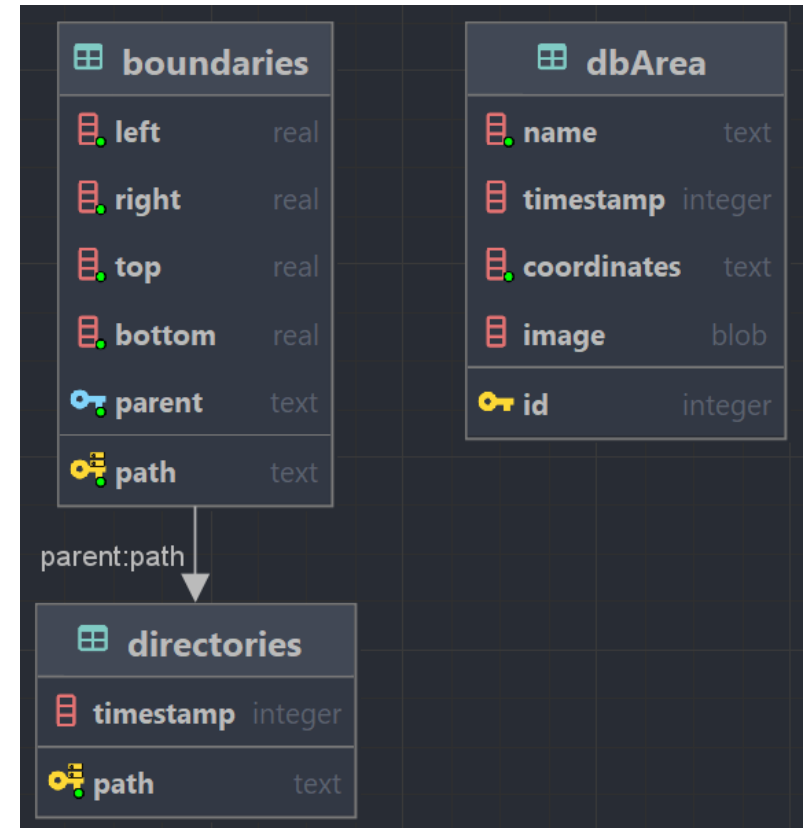 boundaries
left real
right real
top real
bottom real
parent text
path text
parent:path
directories
timestamp integer
path text
dbArea
name text
timestamp integer
coordinates text
image blob
id integer